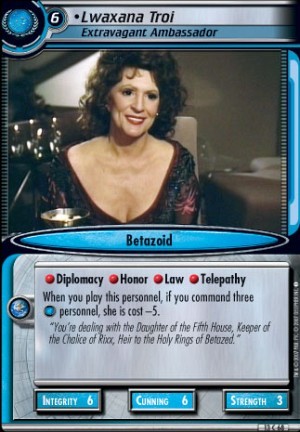 6
•Lwaxana Troi
Extravagant Ambassador
Betazoid
Diplomacy Honor Law Telepathy
When you play this personnel, if you command three
, she is cost –5.
"You're dealing with the Daughter of the Fifth House, Keeper
of the Chalice of Rixx, Heir to the Holy Rings of Betazed."
INTEGRITY 6 CUNNING 6 STRENGTH 3